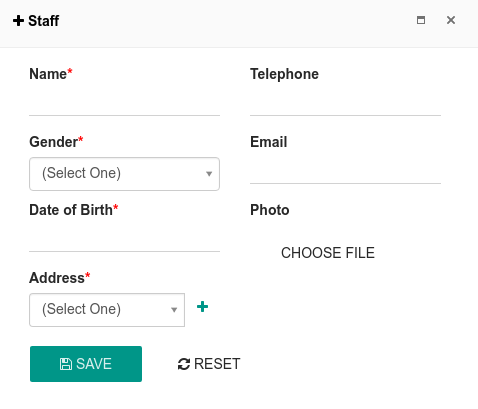 Staff
Name*
Telephone
Gender*
(Select One)
Email
Date of Birth*
Photo
CHOOSE FILE
Address*
(Select One)
SAVE
RESET